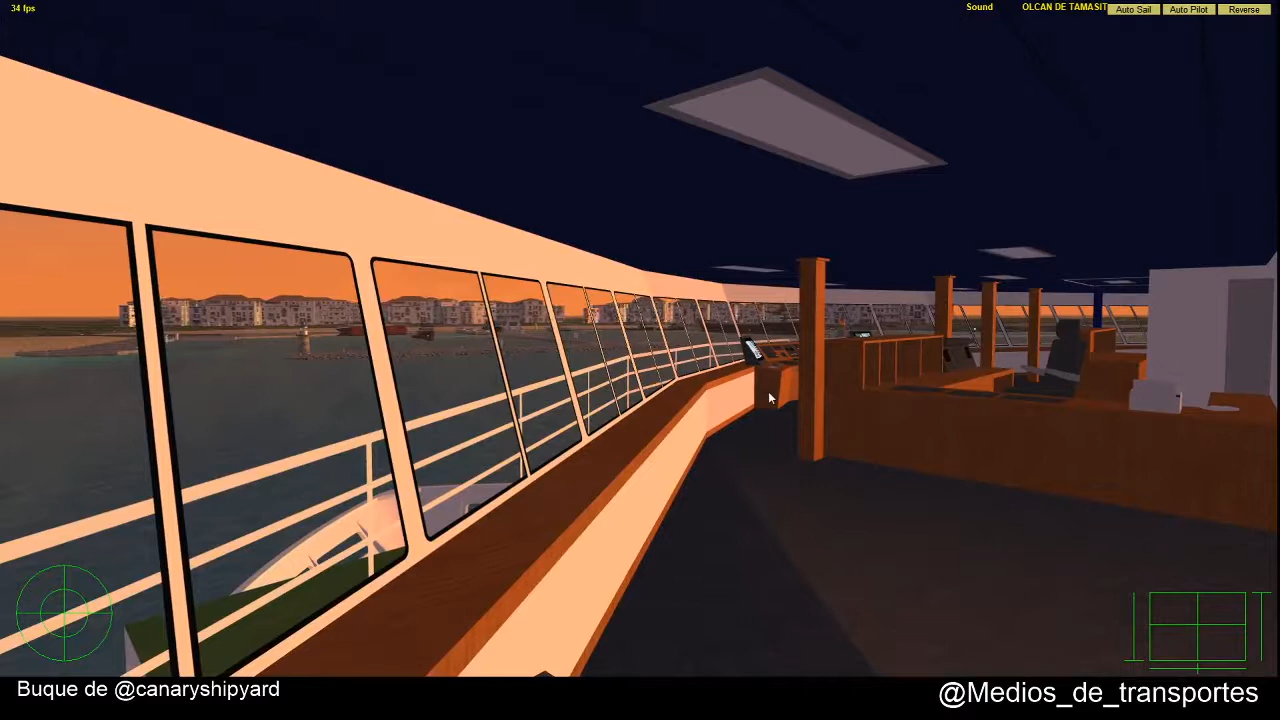 34 fps
Sound
OLCAN DE TAMASIT
Auto Sail
Auto Pilot
Reverse
Buque de @canaryshipyard
@Medios_de_transportes